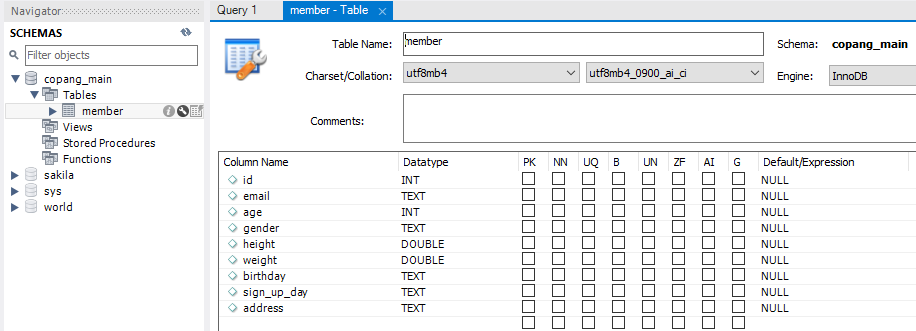 Navigator
SCHEMAS
Filter objects
copang_main
Tables
member
Views
Stored Procedures
Functions
sakila
sys
world
Query 1
member - Table
Table Name: member Schema: copang_main
Charset/Collation: utf8mb4 utf8mb4_0900_ai_ci Engine: InnoDB
Comments:
Column Name Datatype PK NN UQ B UN ZF AI G Default/Expression
id INT NULL
email TEXT NULL
age INT NULL
gender TEXT NULL
height DOUBLE NULL
weight DOUBLE NULL
birthday TEXT NULL
sign_up_day TEXT NULL
address TEXT NULL